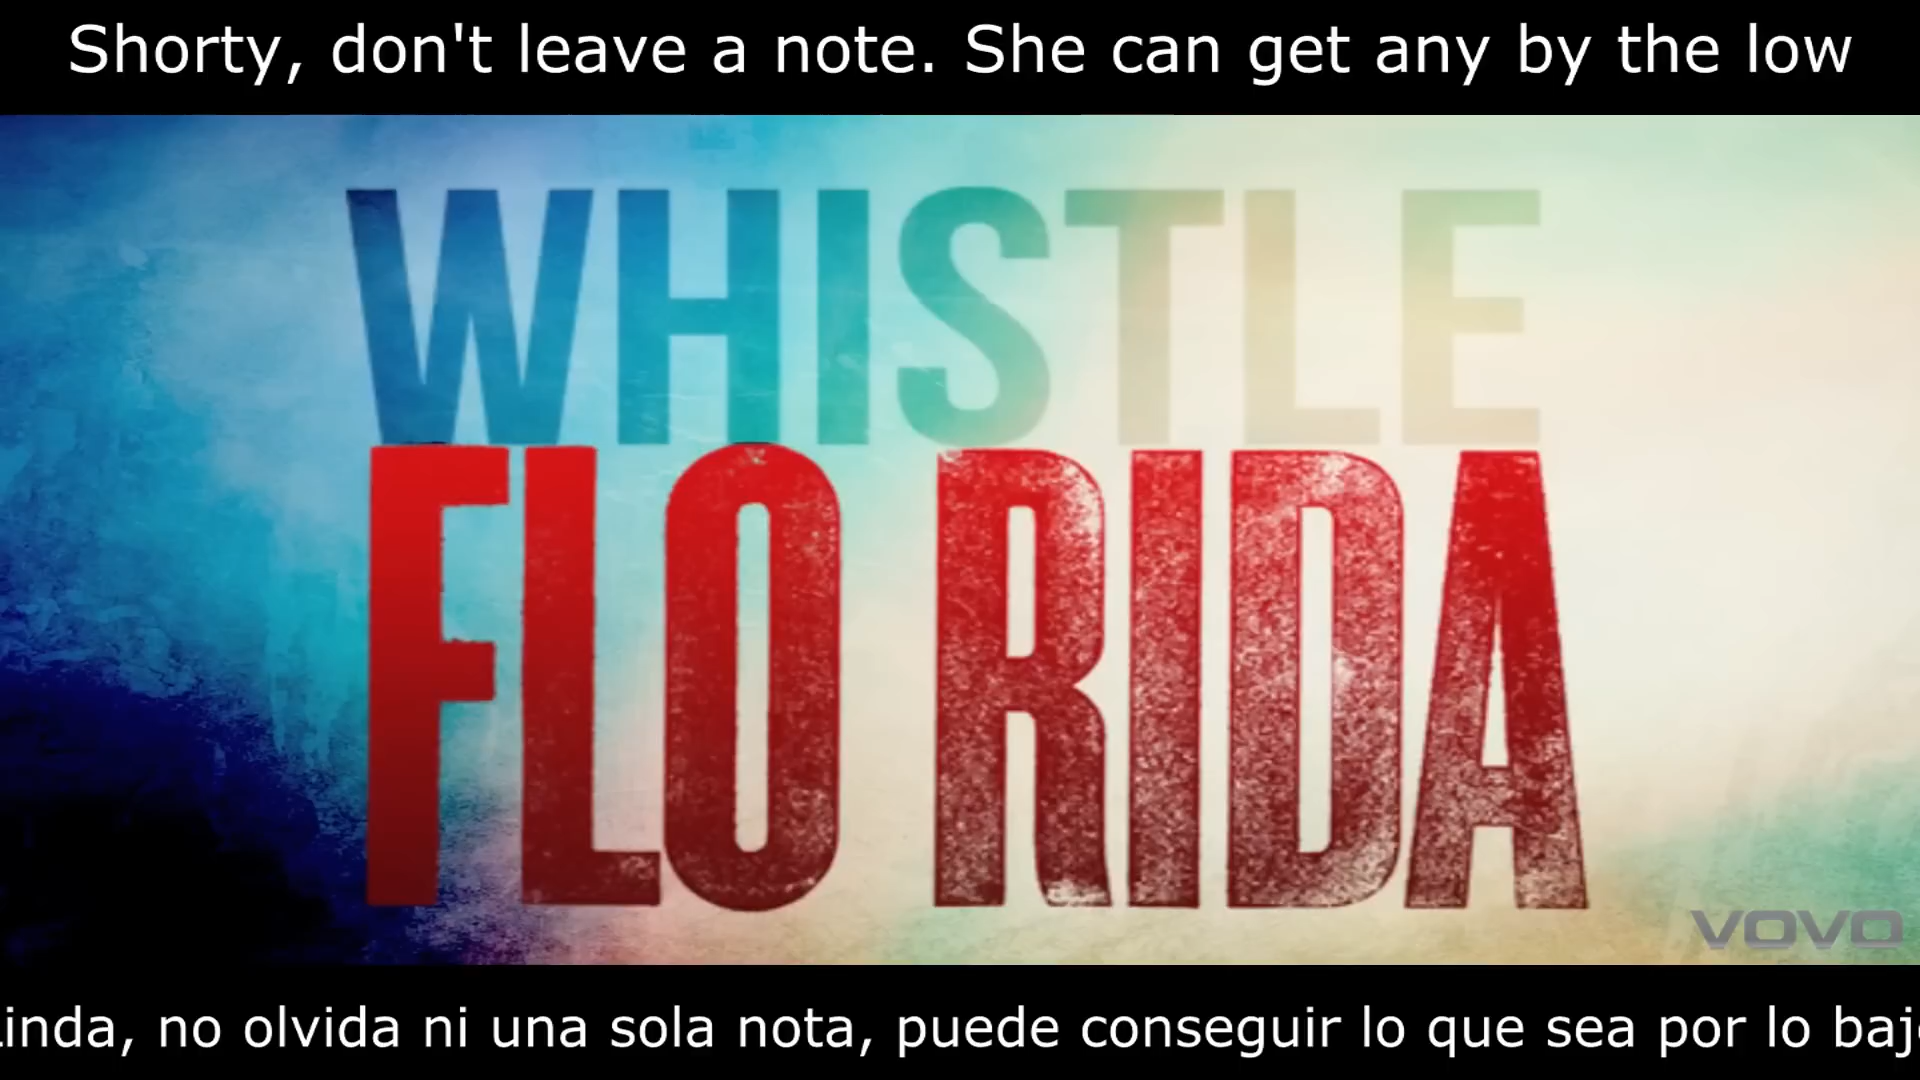 Shorty, don't leave a note. She can get any by the low
WHISTLE
FLO RIDA
VOVO
inda, no olvida ni una sola nota, puede conseguir lo que sea por lo baj